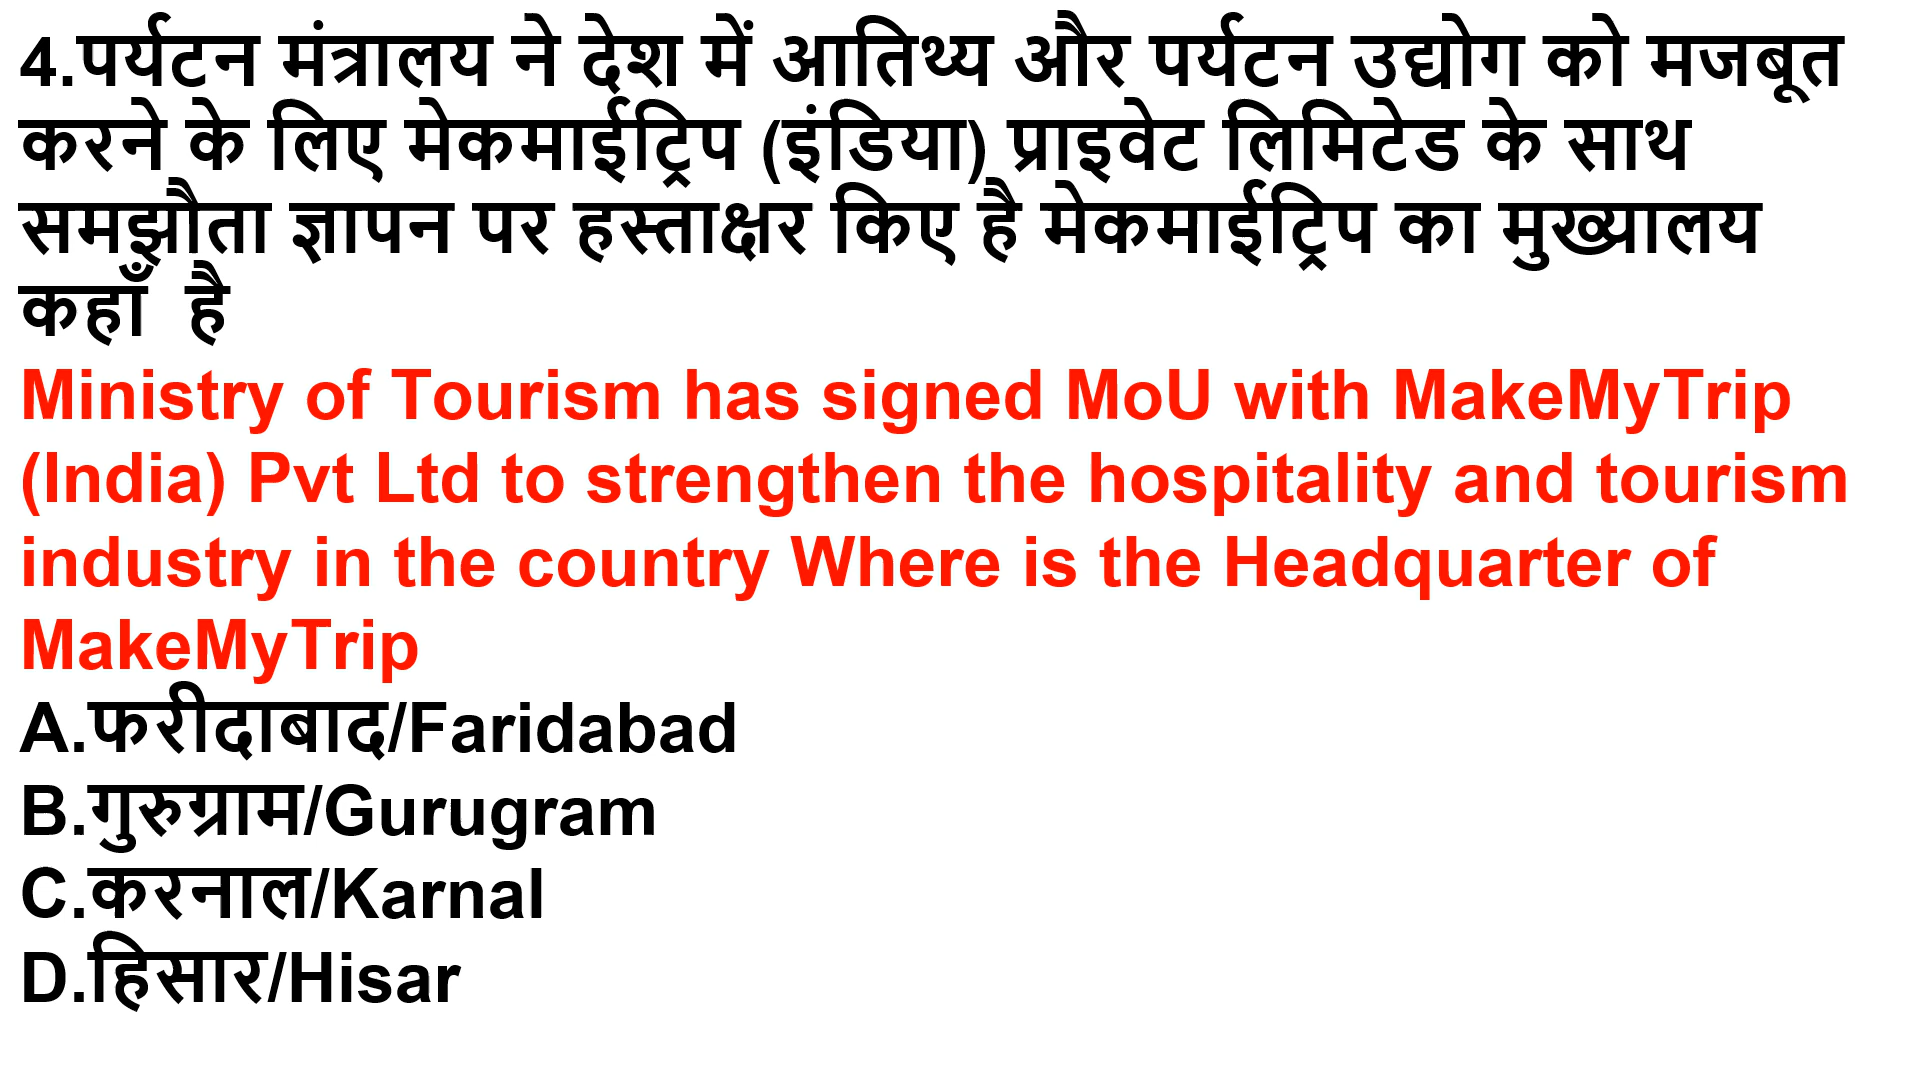 4.पर्यटन मंत्रालय ने देश में आतिथ्य और पर्यटन उद्योग को मजबूत
करने के लिए मेकमाईट्रिप (इंडिया) प्राइवेट लिमिटेड के साथ
समझौता ज्ञापन पर हस्ताक्षर किए है मेकमाईट्रिप का मुख्यालय
कहाँ  है
Ministry of Tourism has signed MoU with MakeMyTrip
(India) Pvt Ltd to strengthen the hospitality and tourism
industry in the country Where is the Headquarter of
MakeMyTrip
A.फरीदाबाद/Faridabad
B.गुरुग्राम/Gurugram
C.करनाल/Karnal
D.हिसार/Hisar